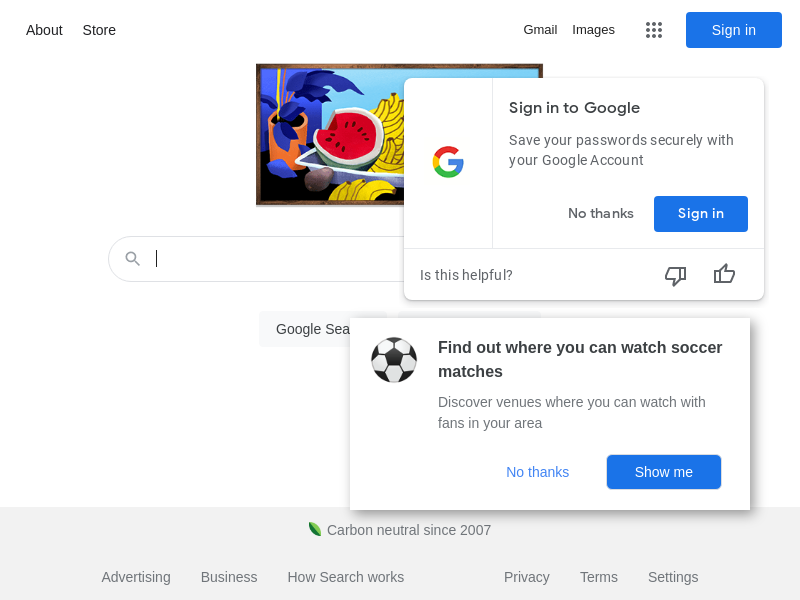 About Store Gmail Images Sign in
Sign in to Google
Save your passwords securely with
your Google Account
No thanks Sign in
Is this helpful?
Google Sea
Find out where you can watch soccer
matches
Discover venues where you can watch with
fans in your area
No thanks Show me
Carbon neutral since 2007
Advertising Business How Search works Privacy Terms Settings